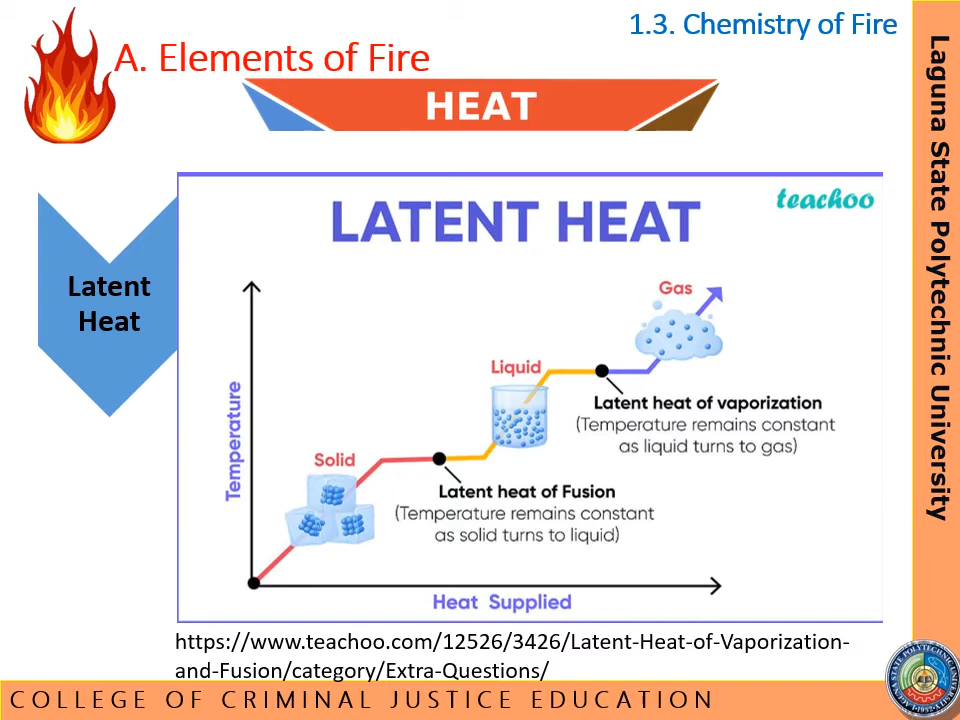 1.3. Chemistry of Fire
A. Elements of Fire
HEAT
Latent
Heat
teachoo
LATENT HEAT
Temperature
Gas
Liquid
Latent heat of vaporization
(Temperature remains constant
as liquid turns to gas)
Solid
Latent heat of Fusion
(Temperature remains constant
as solid turns to liquid)
Heat Supplied
https://www.teachoo.com/12526/3426/Latent-Heat-of-Vaporization-
and-Fusion/category/Extra-Questions/
Laguna State Polytechnic University
COLLEGE OF CRIMINAL JUSTICE EDUCATION